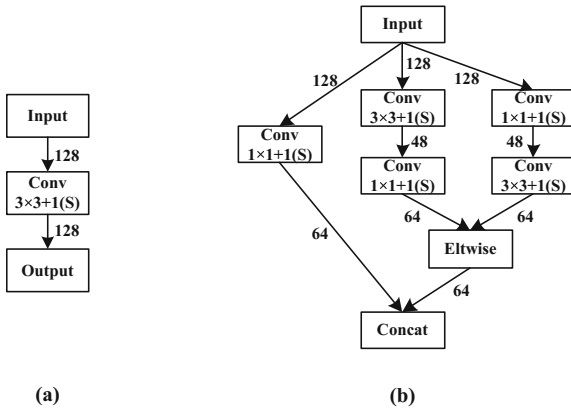 Input
128
Conv
3×3+1(S)
128
Output
(a)
Input
128
128
128
Conv
1×1+1(S)
Conv
3×3+1(S)
Conv
1×1+1(S)
48
48
Conv
1×1+1(S)
Conv
3×3+1(S)
64
64
64
Eltwise
64
Concat
(b)